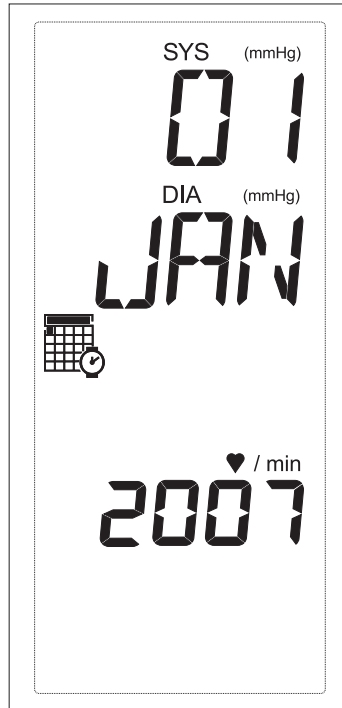 SYS (mmHg)
01
DIA (mmHg)
JAN
♥ / min
2007